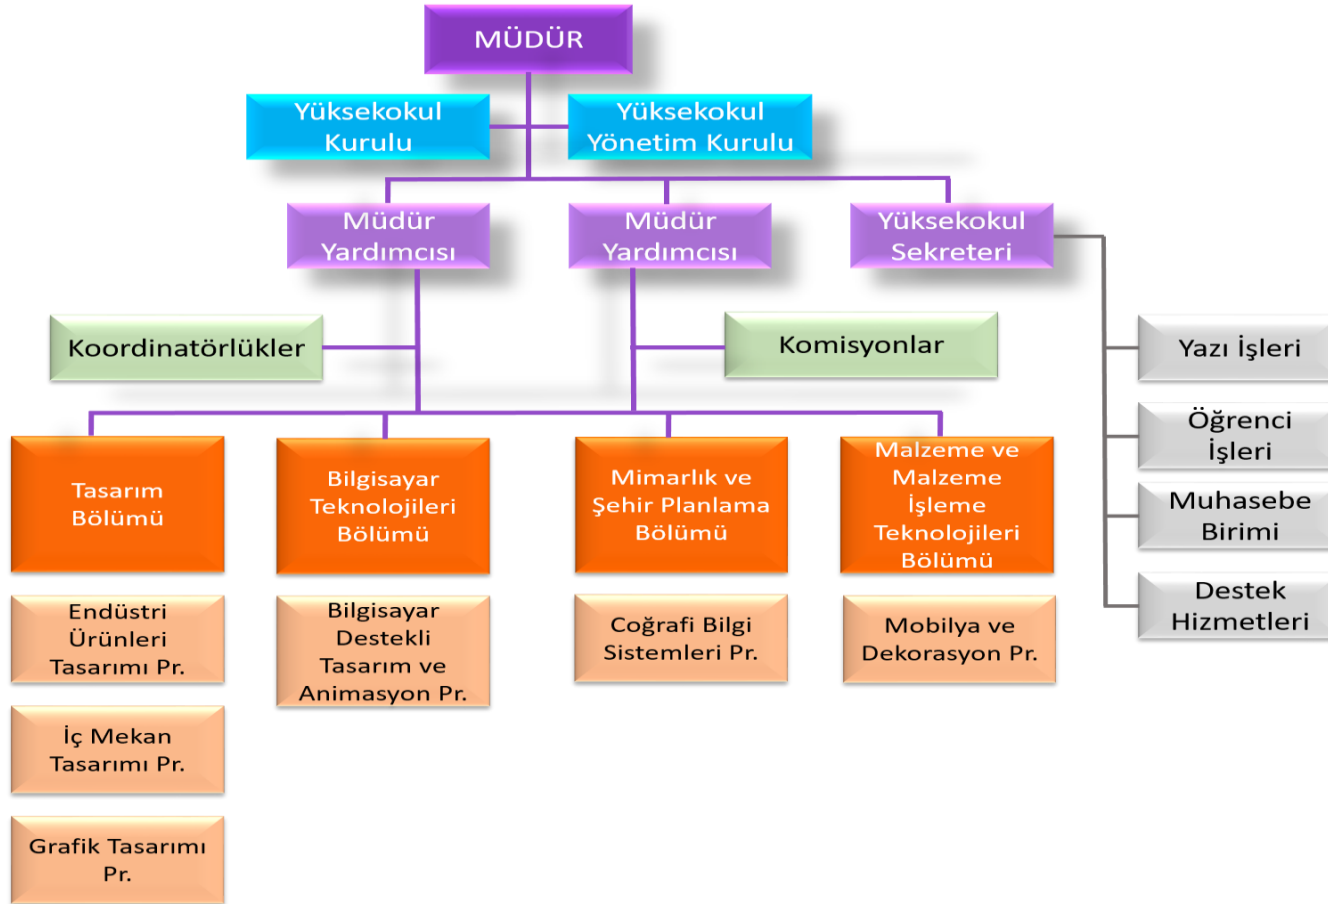 MÜDÜR
Yüksekokul
Kurulu
Yüksekokul
Yönetim Kurulu
Müdür
Yardımcısı
Müdür
Yardımcısı
Yüksekokul
Sekreteri
Koordinatörlükler
Komisyonlar
Yazı İşleri
Öğrenci
İşleri
Muhasebe
Birimi
Destek
Hizmetleri
Tasarım
Bölümü
Bilgisayar
Teknolojileri
Bölümü
Mimarlık ve
Şehir Planlama
Bölümü
Malzeme ve
Malzeme
İşleme
Teknolojileri
Bölümü
Endüstri
Ürünleri
Tasarımı Pr.
Bilgisayar
Destekli
Tasarım ve
Animasyon Pr.
Coğrafi Bilgi
Sistemleri Pr.
Mobilya ve
Dekorasyon Pr.
İç Mekan
Tasarımı Pr.
Grafik Tasarımı
Pr.